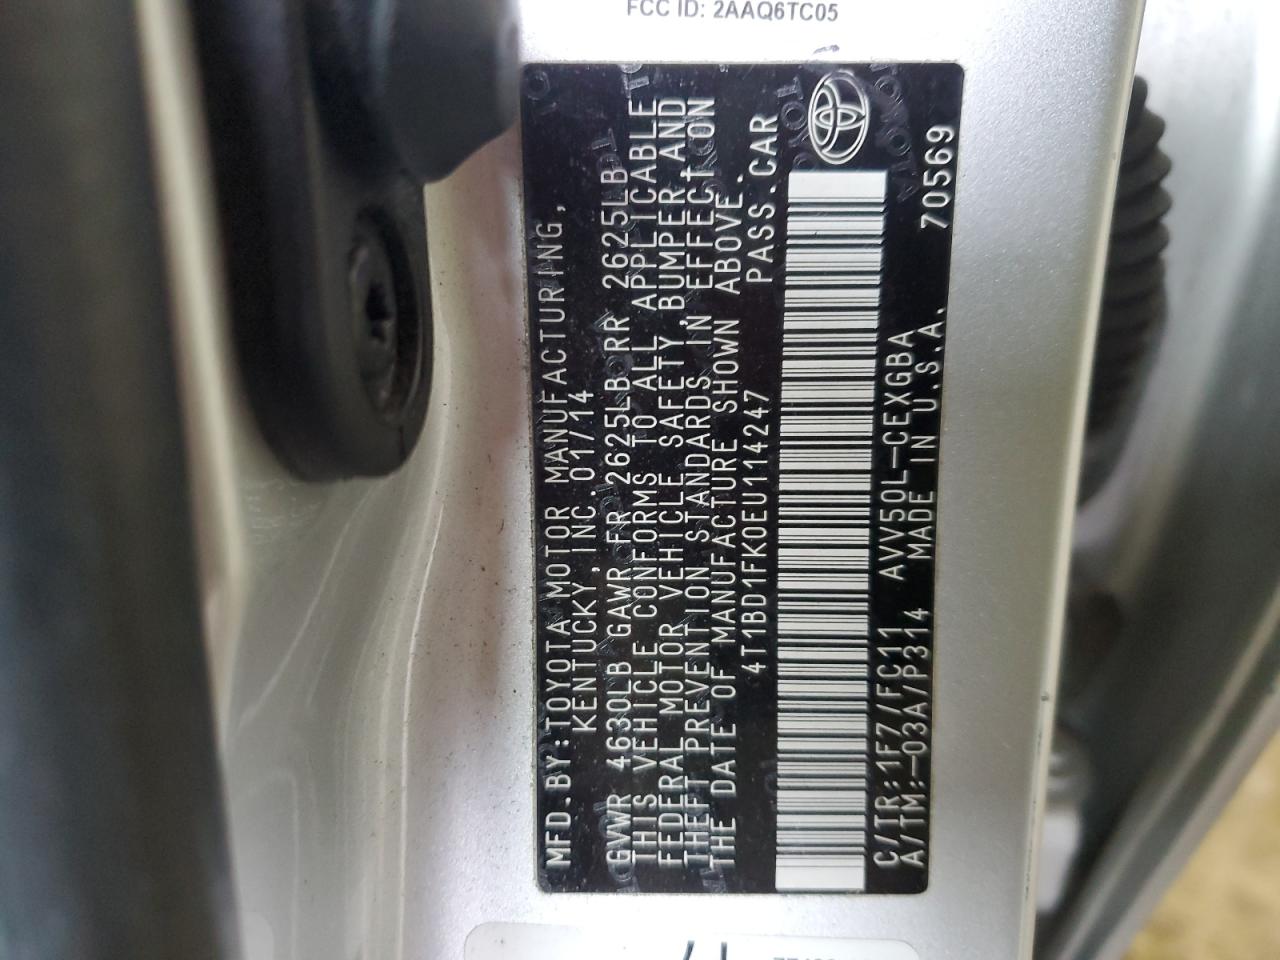 FCC ID: 2AAQ6TC05
MFD.BY:TOYOTA MOTOR MANUFACTURING,
KENTUCKY,INC.01/14
GVWR 4630LB GAWR FR 2625LB RR 2625LB
THIS VEHICLE CONFORMS TO ALL APPLICABLE
FEDERAL MOTOR VEHICLE SAFETY,BUMPER AND
THEFT PREVENTION STANDARDS IN EFFECT ON
THE DATE OF MANUFACTURE SHOWN ABOVE.
4T1BD1FK0EU114247 PASS.CAR
C/TR:1F7/FC11 AVV50L-CEXGBA
A/TM:-03A/P314 MADE IN U.S.A. 70569